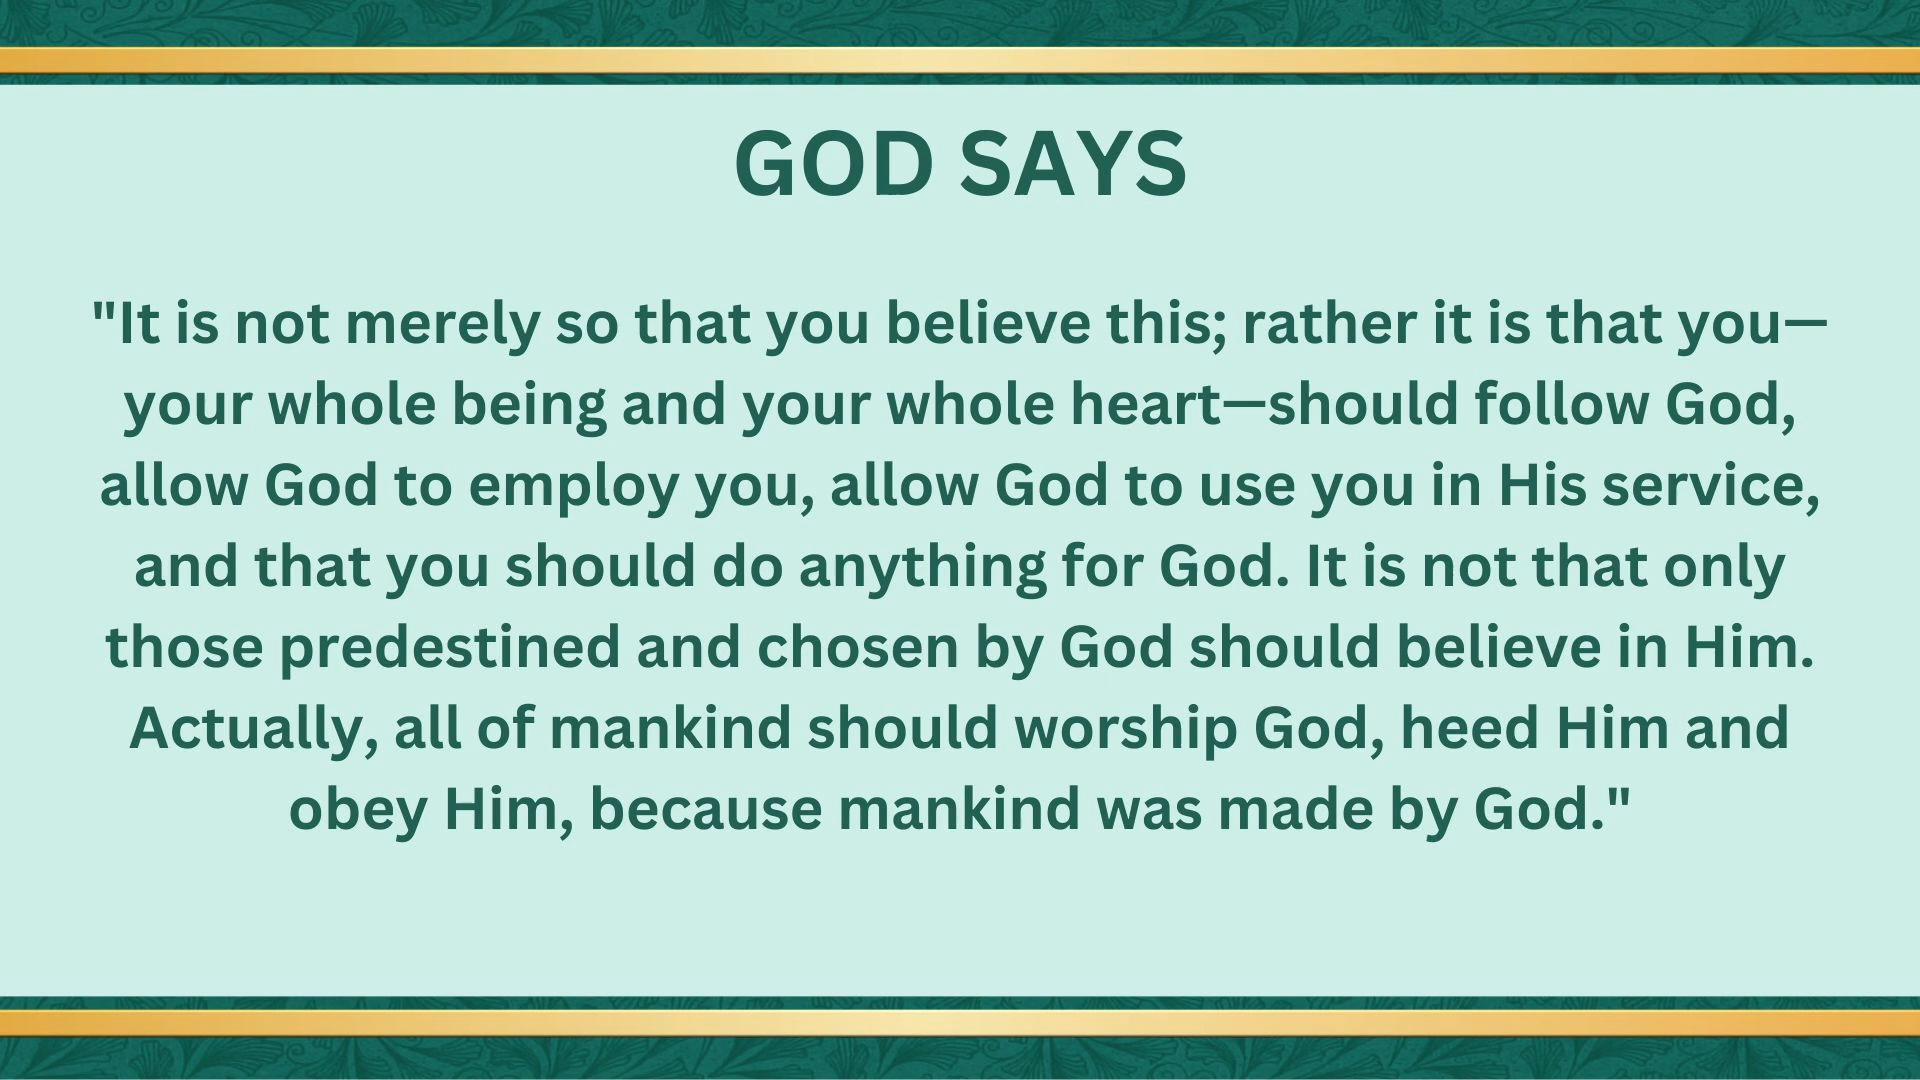 GOD SAYS
"It is not merely so that you believe this; rather it is that you—
your whole being and your whole heart—should follow God,
allow God to employ you, allow God to use you in His service,
and that you should do anything for God. It is not that only
those predestined and chosen by God should believe in Him.
Actually, all of mankind should worship God, heed Him and
obey Him, because mankind was made by God."